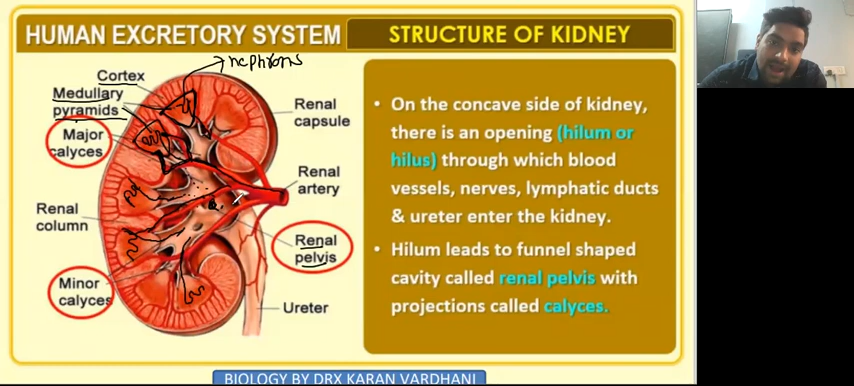 HUMAN EXCRETORY SYSTEM
STRUCTURE OF KIDNEY
nephrons
Cortex
Medullary
pyramids
Major
calyces
Renal
column
Minor
calyces
Renal
capsule
Renal
artery
Renal
pelvis
Ureter
• On the concave side of kidney,
there is an opening (hilum or
hilus) through which blood
vessels, nerves, lymphatic ducts
& ureter enter the kidney.
• Hilum leads to funnel shaped
cavity called renal pelvis with
projections called calyces.
BIOLOGY BY DRX KARAN VARDHANI